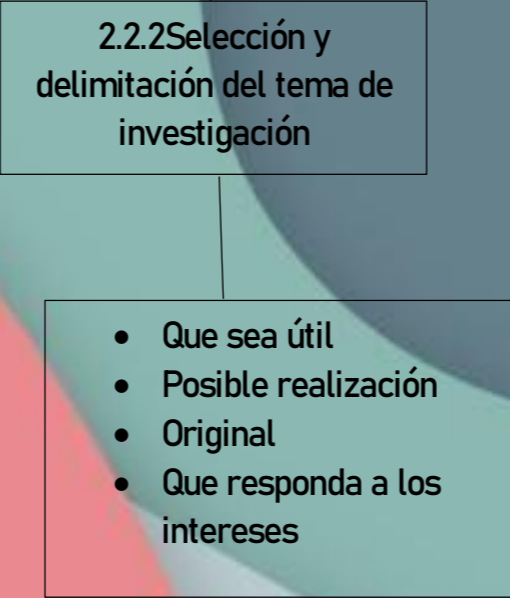 2.2.2Selección y
delimitación del tema de
investigación
• Que sea útil
• Posible realización
• Original
• Que responda a los
intereses